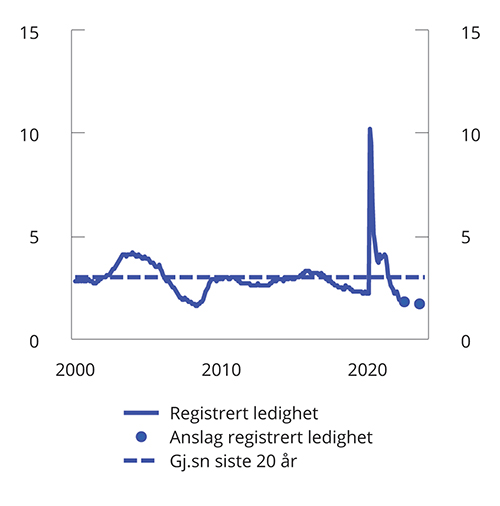 15 15
10 10
5 5
0 0
2000 2010 2020
Registrert ledighet
Anslag registrert ledighet
Gj.sn siste 20 år